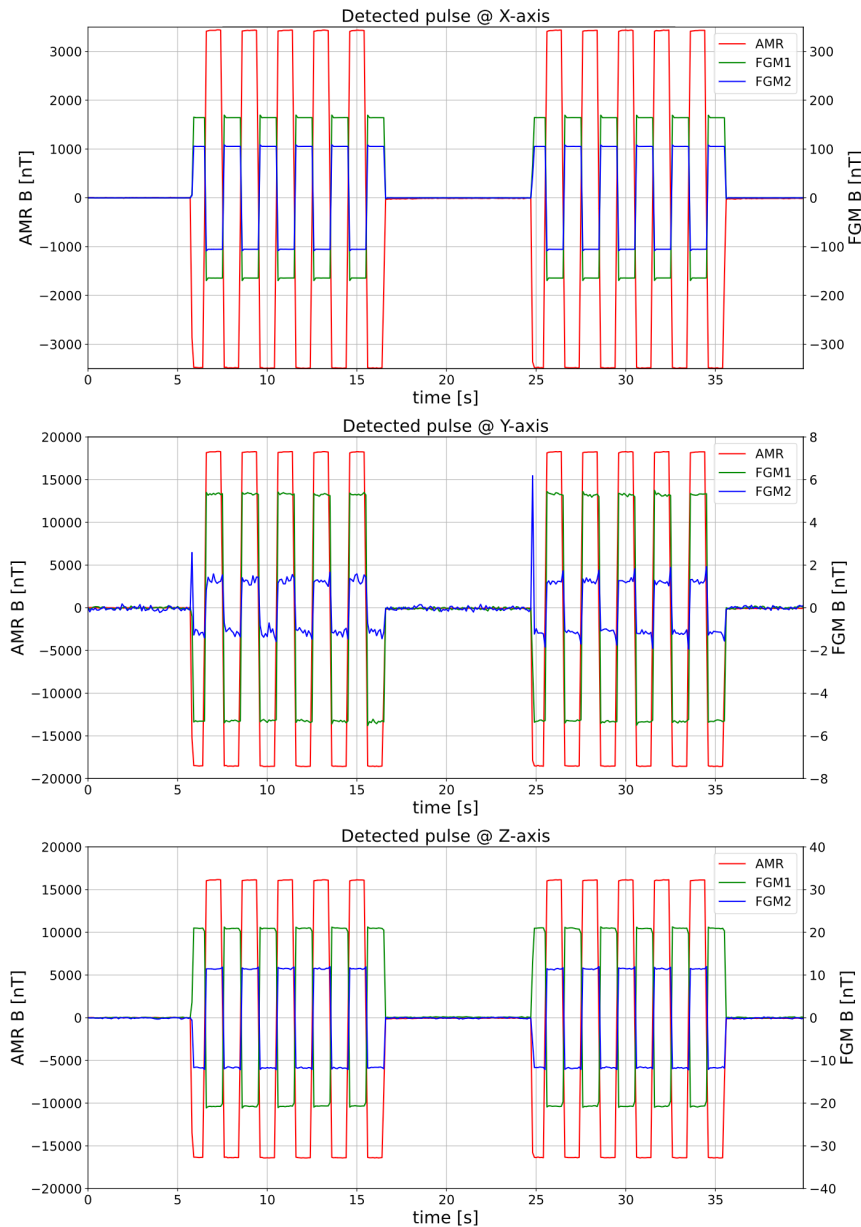 Detected pulse @ X-axis
AMR
FGM1
FGM2
3000
2000
1000
0
−1000
−2000
−3000
AMR B [nT]
300
200
100
0
−100
−200
−300
FGM B [nT]
0 5 10 15 20 25 30 35
time [s]
Detected pulse @ Y-axis
AMR
FGM1
FGM2
20000
15000
10000
5000
0
−5000
−10000
−15000
−20000
AMR B [nT]
8
6
4
2
0
−2
−4
−6
−8
FGM B [nT]
0 5 10 15 20 25 30 35
time [s]
Detected pulse @ Z-axis
AMR
FGM1
FGM2
20000
15000
10000
5000
0
−5000
−10000
−15000
−20000
AMR B [nT]
40
30
20
10
0
−10
−20
−30
−40
FGM B [nT]
0 5 10 15 20 25 30 35
time [s]